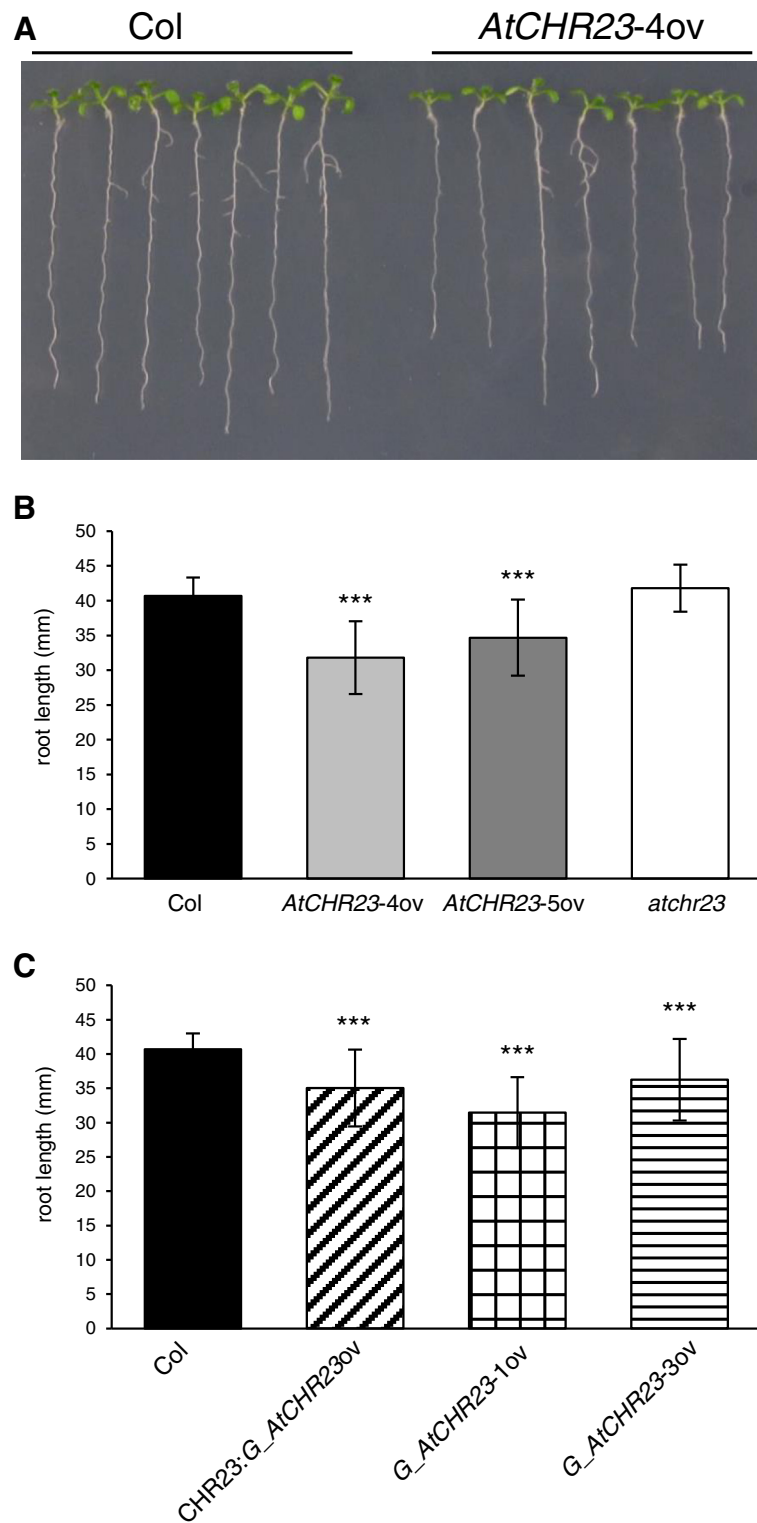 A
Col AtCHR23-4ov
B
50
45
40
35
30
25
20
15
10
5
0
root length (mm)
***
***
Col AtCHR23-4ov AtCHR23-5ov atchr23
C
50
45
40
35
30
25
20
15
10
5
0
root length (mm)
***
***
***
Col
CHR23:G_AtCHR23ov
G_AtCHR23-1ov
G_AtCHR23-3ov